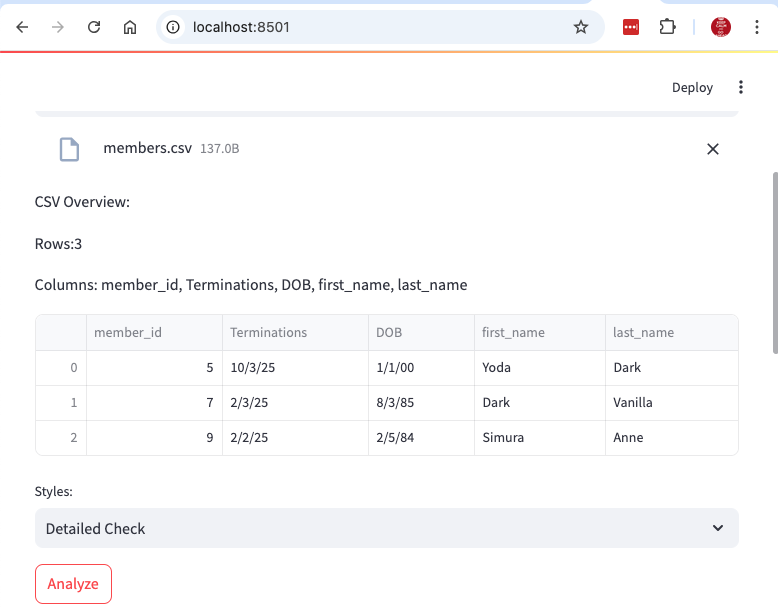 localhost:8501
Deploy
members.csv 137.0B
CSV Overview:
Rows:3
Columns: member_id, Terminations, DOB, first_name, last_name
member_id Terminations DOB first_name last_name
0 5 10/3/25 1/1/00 Yoda Dark
1 7 2/3/25 8/3/85 Dark Vanilla
2 9 2/2/25 2/5/84 Simura Anne
Styles:
Detailed Check
Analyze